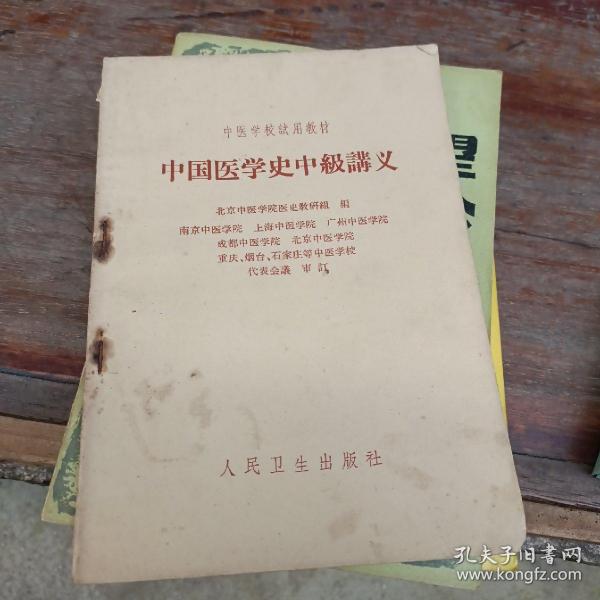 中医学校試用教材
中国医学史中級講义
北京中医学院医史教研組 編
南京中医学院 上海中医学院 广州中医学院
成都中医学院 北京中医学院
重庆、烟台、石家庄等中医学校
代表会議 审訂
人民卫生出版社
孔夫子旧书网
www.kongfz.com